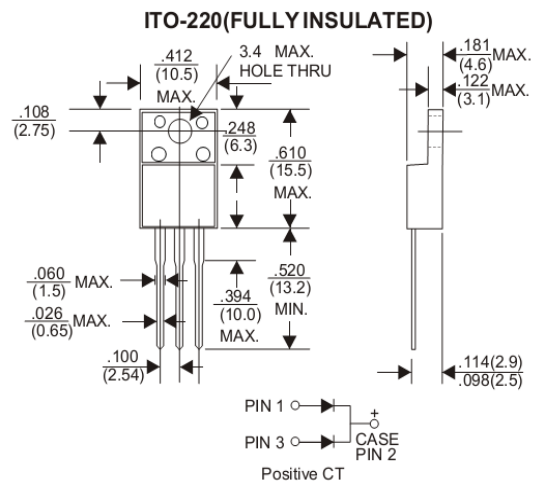 ITO-220(FULLY INSULATED)
.412
(10.5)
MAX.
3.4 MAX.
HOLE THRU
.181
(4.6)
MAX.
.122
(3.1)
MAX.
.108
(2.75)
.248
(6.3)
.610
(15.5)
MAX.
.060
(1.5)
MAX.
.026
(0.65)
MAX.
.394
(10.0)
MAX.
.520
(13.2)
MIN.
.100
(2.54)
.114(2.9)
.098(2.5)
PIN 1
+
PIN 3
CASE
PIN 2
Positive CT